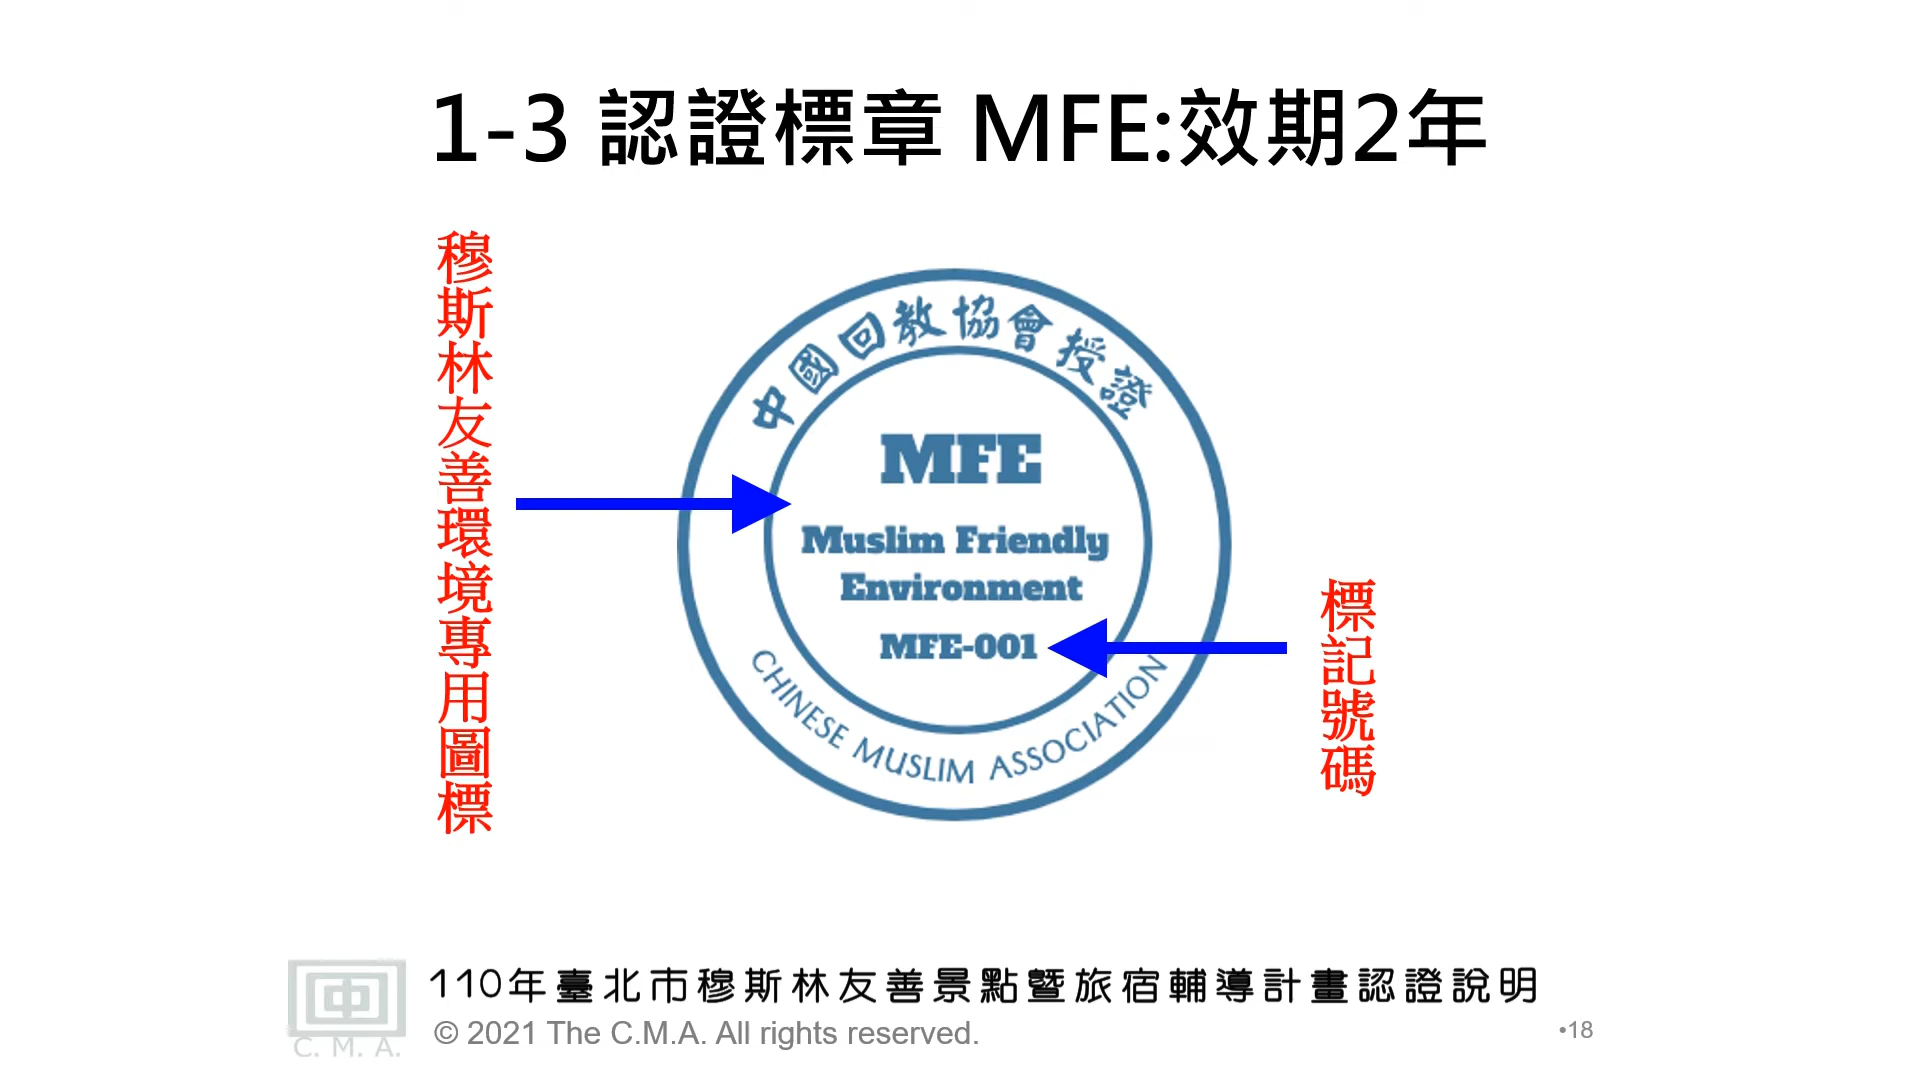 1-3 認證標章 MFE:效期2年
穆斯林友善環境專用圖標
中國回教協會授證
MFE
Muslim Friendly
Environment
MFE-001
CHINESE MUSLIM ASSOCIATION
標記號碼
110年臺北市穆斯林友善景點暨旅宿輔導計畫認證說明
© 2021 The C.M.A. All rights reserved.
中
C. M. A.
•18